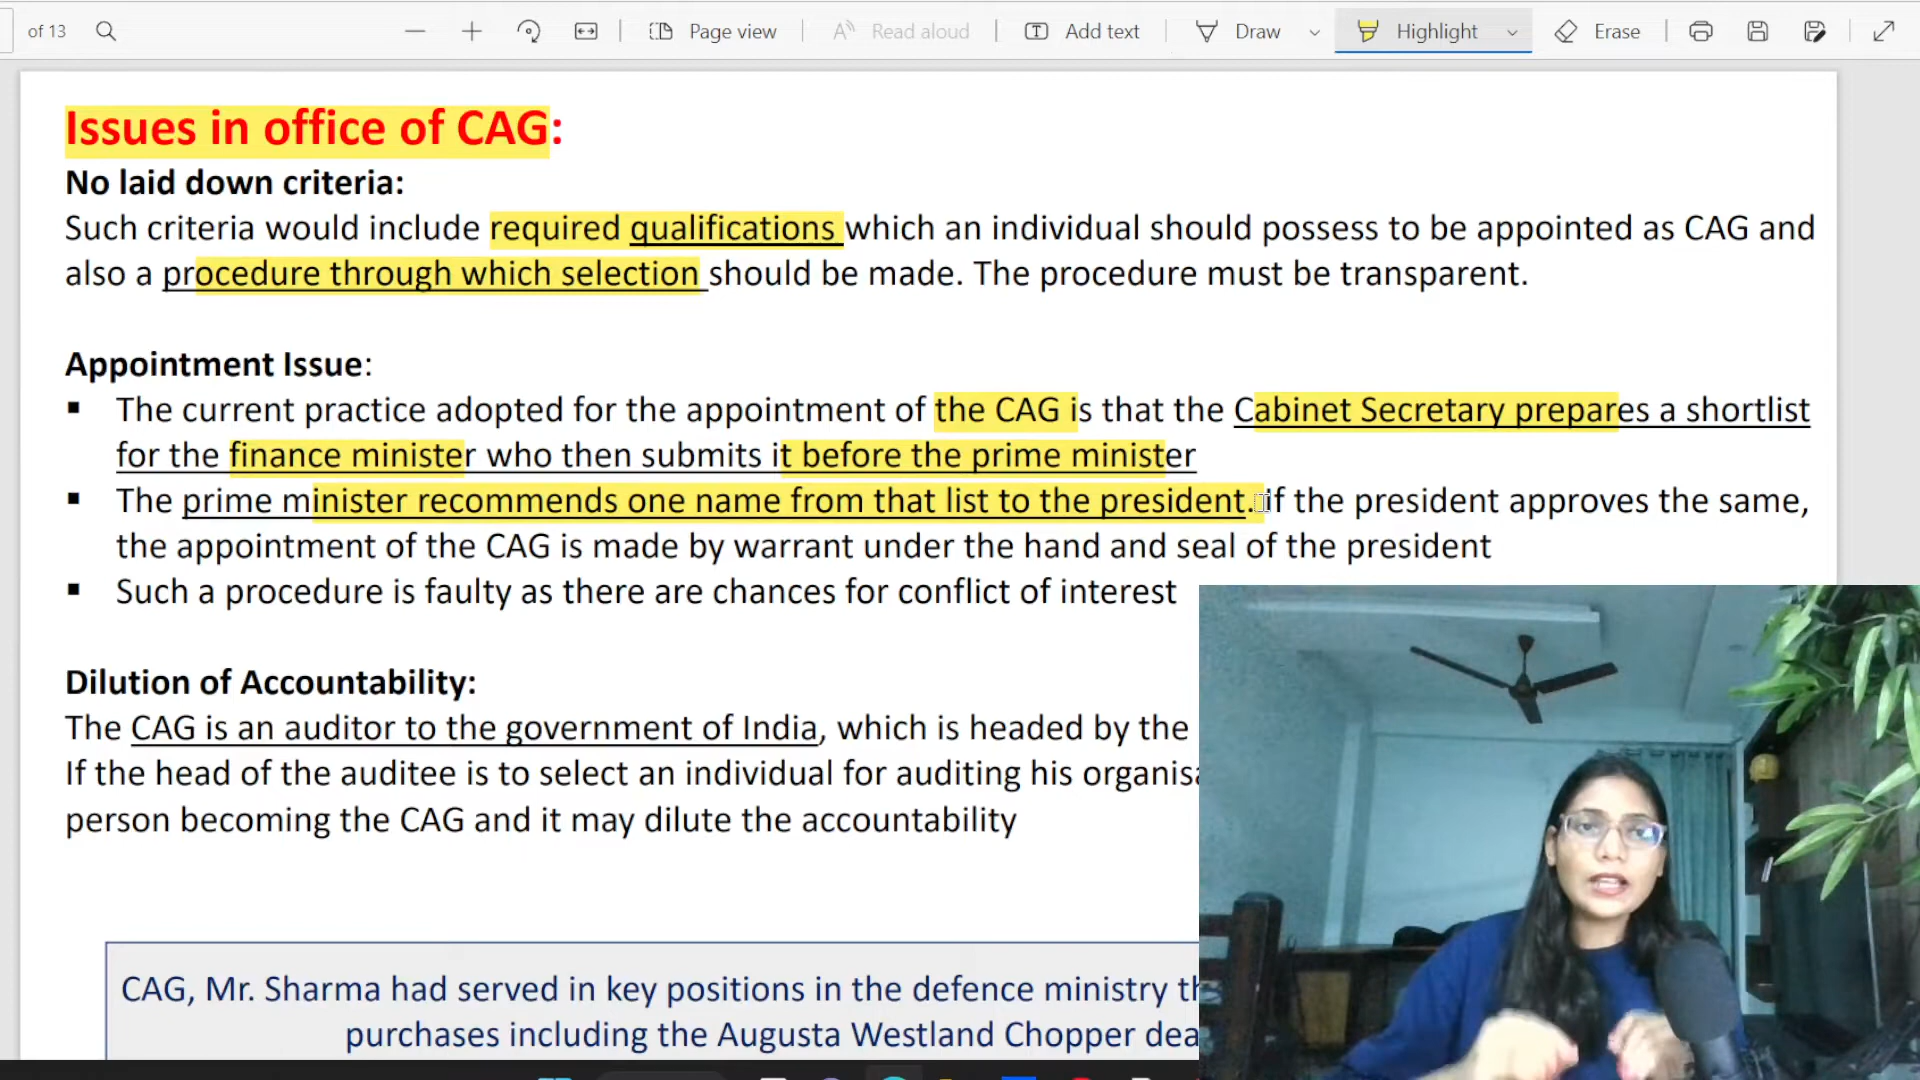 of 13
Page view
Read aloud
Add text
Draw
Highlight
Erase
Issues in office of CAG:
No laid down criteria:
Such criteria would include required qualifications which an individual should possess to be appointed as CAG and
also a procedure through which selection should be made. The procedure must be transparent.
Appointment Issue:
▪ The current practice adopted for the appointment of the CAG is that the Cabinet Secretary prepares a shortlist
for the finance minister who then submits it before the prime minister
▪ The prime minister recommends one name from that list to the president. if the president approves the same,
the appointment of the CAG is made by warrant under the hand and seal of the president
▪ Such a procedure is faulty as there are chances for conflict of interest
Dilution of Accountability:
The CAG is an auditor to the government of India, which is headed by the
If the head of the auditee is to select an individual for auditing his
person becoming the CAG and it may dilute the accountability
CAG, Mr. Sharma had served in key positions in the defence ministry
purchases including the Augusta Westland Chopper